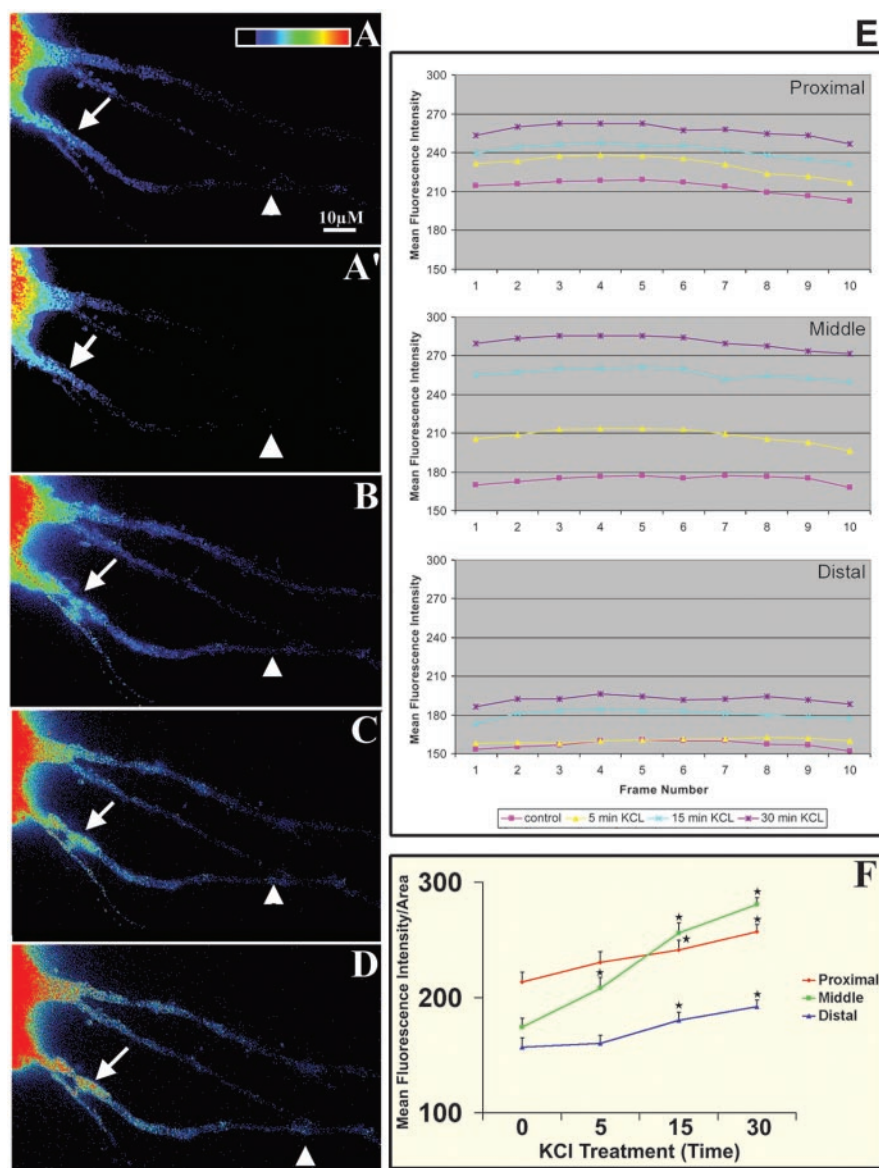 A
10µM
A'
B
C
D
E
Proximal
Mean Fluorescence Intensity
300
270
240
210
180
150
1 2 3 4 5 6 7 8 9 10
Middle
Mean Fluorescence Intensity
300
270
240
210
180
150
1 2 3 4 5 6 7 8 9 10
Distal
Mean Fluorescence Intensity
300
270
240
210
180
150
1 2 3 4 5 6 7 8 9 10
Frame Number
control 5 min KCL 15 min KCL 30 min KCL
F
Mean Fluorescence Intensity/Area
300
200
100
Proximal
Middle
Distal
0 5 15 30
KCl Treatment (Time)